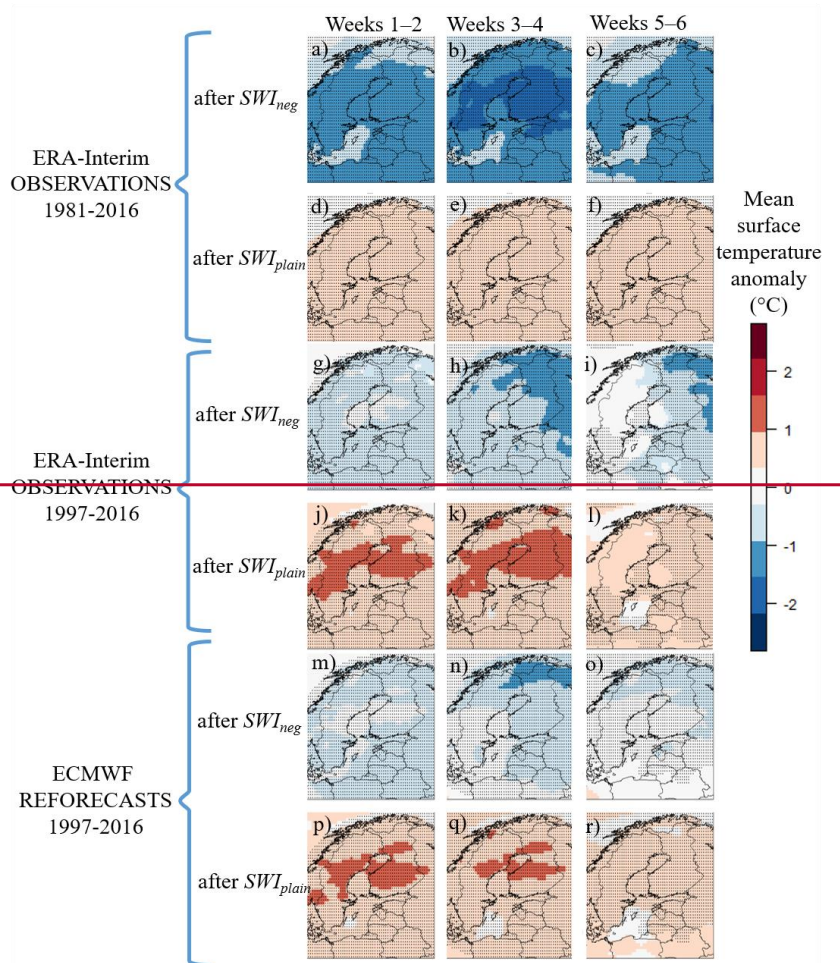 Weeks 1–2 Weeks 3–4 Weeks 5–6
a) b) c)
after SWIneg
ERA-Interim
OBSERVATIONS
1981-2016
d) e) f)
after SWIplain
Mean
surface
temperature
anomaly
(°C)
2
1
0
-1
-2
g) h) i)
after SWIneg
ERA-Interim
OBSERVATIONS
1997-2016
j) k) l)
after SWIplain
m) n) o)
after SWIneg
ECMWF
REFORECASTS
1997-2016
p) q) r)
after SWIplain